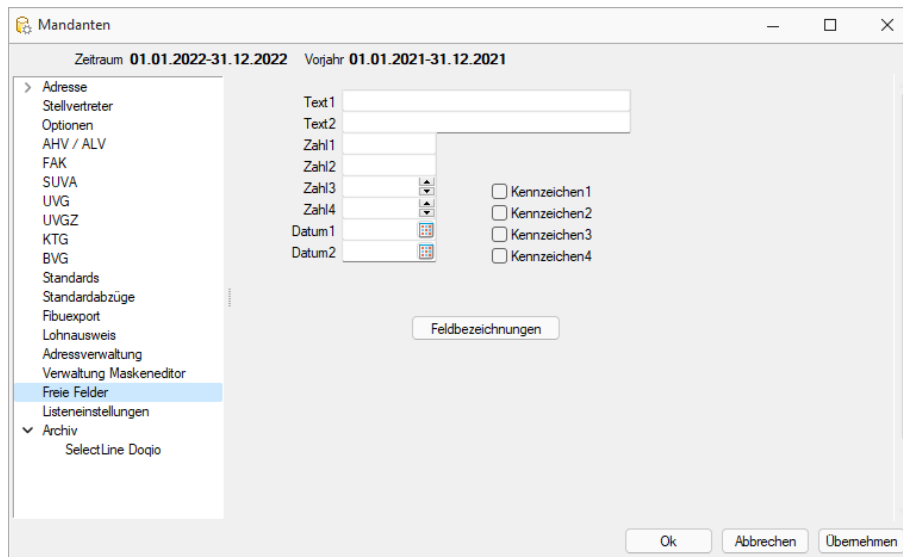 Mandanten
Zeitraum 01.01.2022-31.12.2022 Vorjahr 01.01.2021-31.12.2021
Adresse
Stellvertreter
Optionen
AHV / ALV
FAK
SUVA
UVG
UVGZ
KTG
BVG
Standards
Standardabzüge
Fibuexport
Lohnausweis
Adressverwaltung
Verwaltung Maskeneditor
Freie Felder
Listeneinstellungen
Archiv
SelectLine Doqio
Text1
Text2
Zahl1
Zahl2
Zahl3
Zahl4
Datum1
Datum2
Kennzeichen1
Kennzeichen2
Kennzeichen3
Kennzeichen4
Feldbezeichnungen
Ok Abbrechen Übernehmen